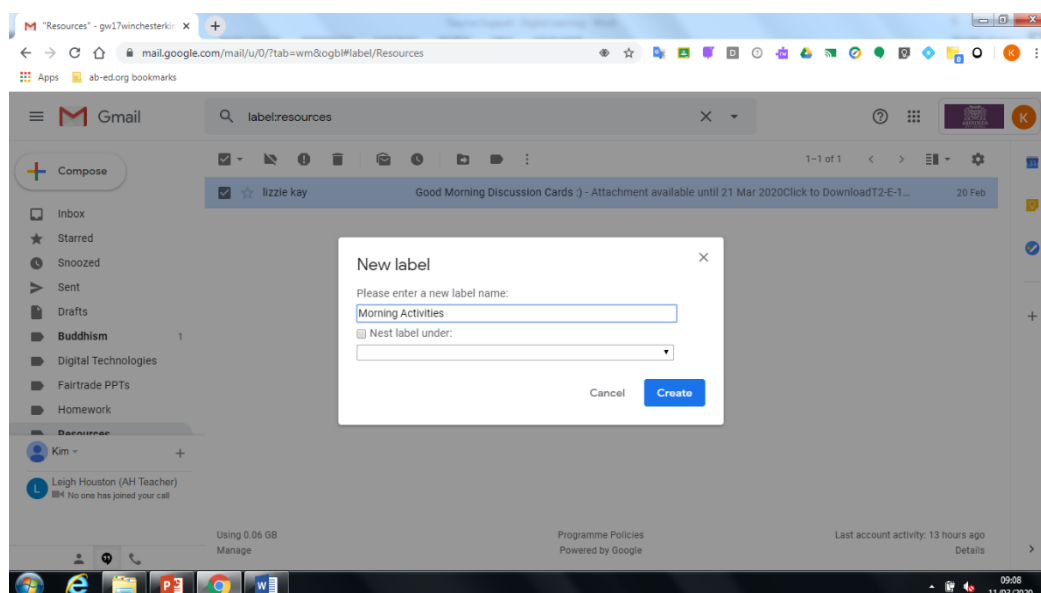 "Resources" - gw17winchesterkin
mail.google.com/mail/u/0/?tab=wm&ogbl#label/Resources
Apps
ab-ed.org bookmarks
Gmail
label:resources
K
Compose
1–1 of 1
lizzie kay
Good Morning Discussion Cards :) - Attachment available until 21 Mar 2020Click to DownloadT2-E-1...
20 Feb
Inbox
Starred
Snoozed
Sent
Drafts
Buddhism 1
Digital Technologies
Fairtrade PPTs
Homework
Resources
New label
Please enter a new label name:
Morning Activities
Nest label under:
Cancel
Create
Kim
Leigh Houston (AH Teacher)
No one has joined your call
Using 0.06 GB
Manage
Programme Policies
Powered by Google
Last account activity: 13 hours ago
Details
09:08
11/03/2020